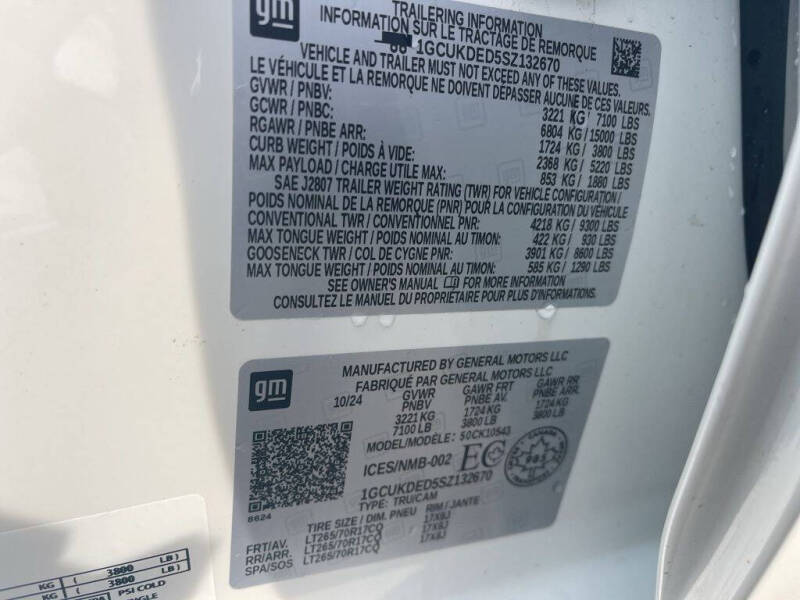 gm
TRAILERING INFORMATION
INFORMATION SUR LE TRACTAGE DE REMORQUE
1GCUKDED5SZ132670
VEHICLE AND TRAILER MUST NOT EXCEED ANY OF THESE VALUES.
LE VÉHICULE ET LA REMORQUE NE DOIVENT DÉPASSER AUCUNE DE CES VALEURS.
GVWR / PNBV: 3221 KG / 7100 LBS
GCWR / PNBC: 6804 KG / 15000 LBS
RGAWR / PNBE ARR: 1724 KG / 3800 LBS
CURB WEIGHT / POIDS À VIDE: 2368 KG / 5220 LBS
MAX PAYLOAD / CHARGE UTILE MAX: 853 KG / 1880 LBS
SAE J2807 TRAILER WEIGHT RATING (TWR) FOR VEHICLE CONFIGURATION /
POIDS NOMINAL DE LA REMORQUE (PNR) POUR LA CONFIGURATION DU VÉHICULE
CONVENTIONAL TWR / CONVENTIONNEL PNR: 4218 KG / 9300 LBS
MAX TONGUE WEIGHT / POIDS NOMINAL AU TIMON: 422 KG / 930 LBS
GOOSENECK TWR / COL DE CYGNE PNR: 3901 KG / 8600 LBS
MAX TONGUE WEIGHT / POIDS NOMINAL AU TIMON: 585 KG / 1290 LBS
SEE OWNER'S MANUAL FOR MORE INFORMATION
CONSULTEZ LE MANUEL DU PROPRIÉTAIRE POUR PLUS D'INFORMATIONS.
gm
MANUFACTURED BY GENERAL MOTORS LLC
FABRIQUÉ PAR GENERAL MOTORS LLC
10/24 GVWR GAWR FRT GAWR RR
PNBV PNBE AV. PNBE ARR.
3221 KG 1724 KG 1724 KG
7100 LB 3800 LB 3800 LB
MODEL/MODÈLE: 50CK10543
ICES/NMB-002 EC
CANADA
1GCUKDED5SZ132670
8624
TYPE: TRU/CAM
TIRE SIZE / DIM. PNEU RIM / JANTE
FRT/AV. LT265/70R17CQ 17X8J
RR/ARR. LT265/70R17CQ 17X8J
SPA/SOS LT265/70R17CQ 17X8J
KG ( 3800 LB )
KG ( 3800 LB )
PSI COLD